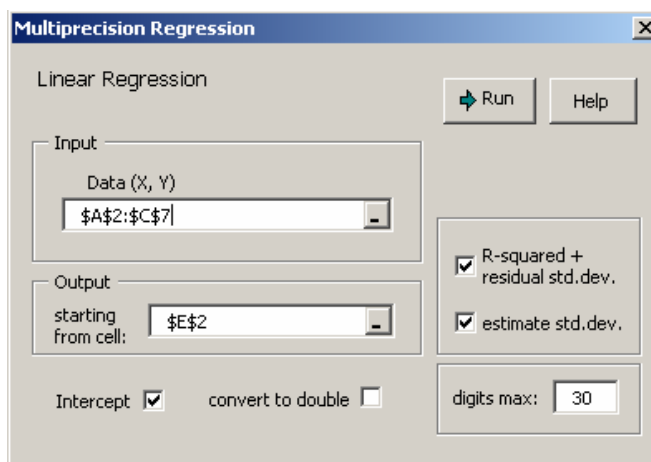 Multiprecision Regression
Linear Regression
Run
Help
Input
Data (X, Y)
$A$2:$C$7
R-squared +
residual std.dev.
Output
starting
from cell:
$E$2
estimate std.dev.
Intercept
convert to double
digits max:
30